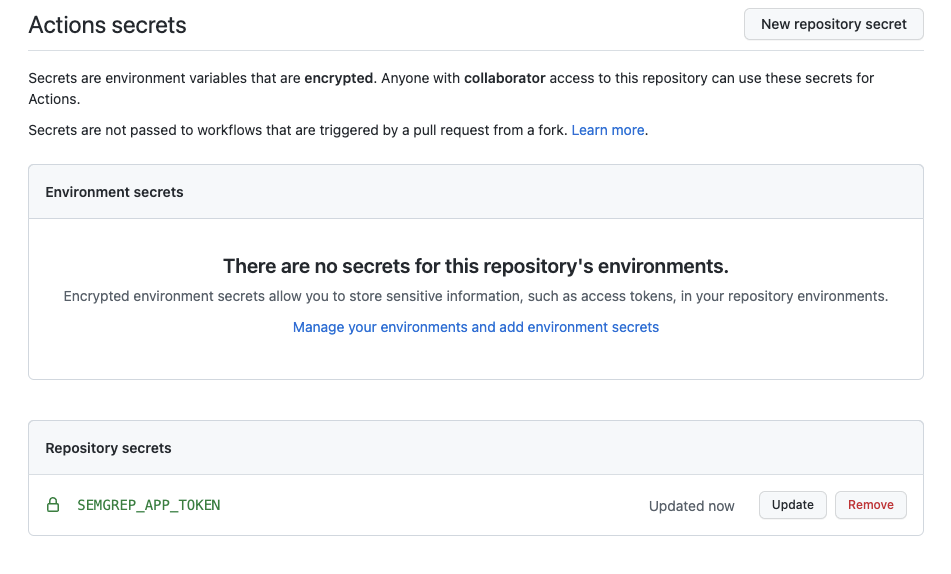 Actions secrets
New repository secret
Secrets are environment variables that are encrypted. Anyone with collaborator access to this repository can use these secrets for
Actions.
Secrets are not passed to workflows that are triggered by a pull request from a fork. Learn more.
Environment secrets
There are no secrets for this repository's environments.
Encrypted environment secrets allow you to store sensitive information, such as access tokens, in your repository environments.
Manage your environments and add environment secrets
Repository secrets
SEMGREP_APP_TOKEN
Updated now
Update
Remove